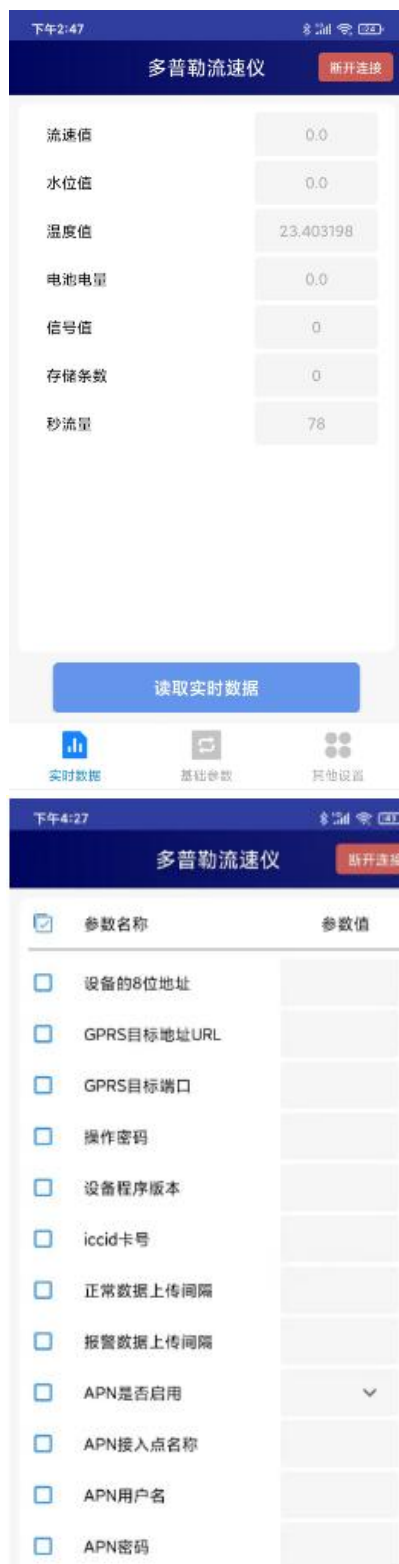 下午2:47
24
多普勒流速仪
断开连接
流速值 0.0
水位值 0.0
温度值 23.403198
电池电量 0.0
信号值 0
存储条数 0
秒流量 78
读取实时数据
实时数据 基础参数 其他设置
下午4:27
多普勒流速仪
断开连接
参数名称 参数值
设备的8位地址
GPRS目标地址URL
GPRS目标端口
操作密码
设备程序版本
iccid卡号
正常数据上传间隔
报警数据上传间隔
APN是否启用
APN接入点名称
APN用户名
APN密码